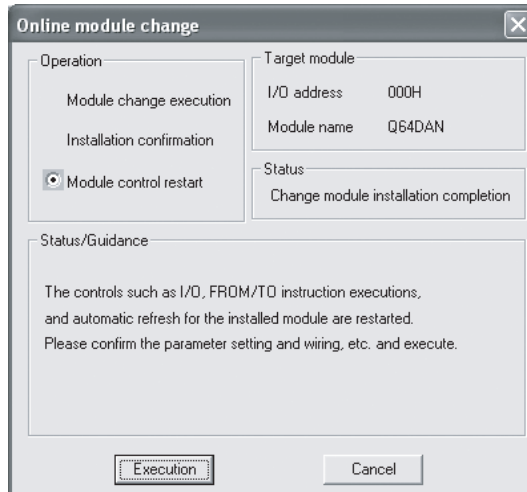 Online module change
Operation
Module change execution
Installation confirmation
Module control restart
Target module
I/O address 000H
Module name Q64DAN
Status
Change module installation completion
Status/Guidance
The controls such as I/O, FROM/TO instruction executions,
and automatic refresh for the installed module are restarted.
Please confirm the parameter setting and wiring, etc. and execute.
Execution
Cancel